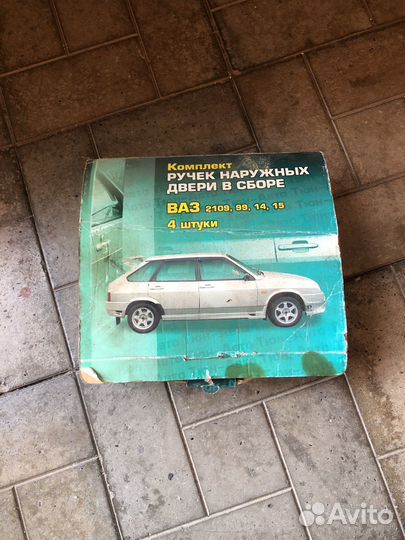 Комплект
РУЧЕК НАРУЖНЫХ
ДВЕРИ В СБОРЕ
ВАЗ 2109, 99, 14, 15
4 штуки
Avito